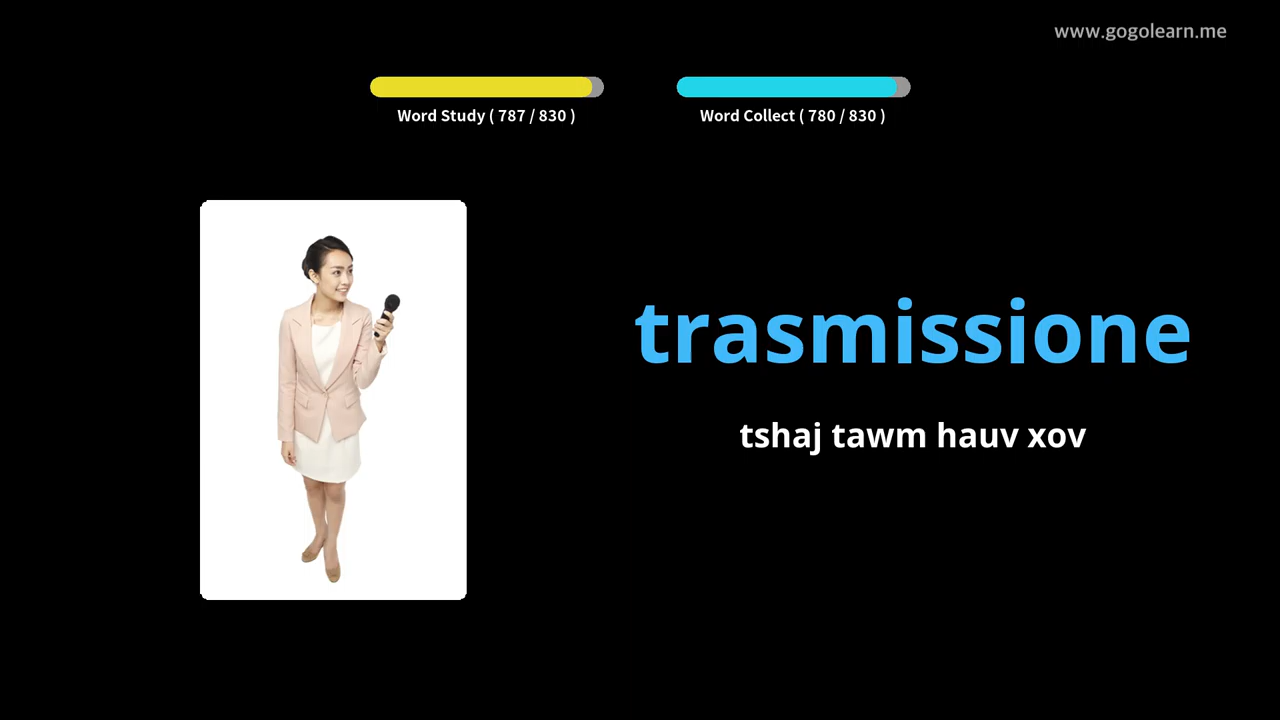 www.gogolearn.me
Word Study ( 787 / 830 )
Word Collect ( 780 / 830 )
trasmissione
tshaj tawm hauv xov